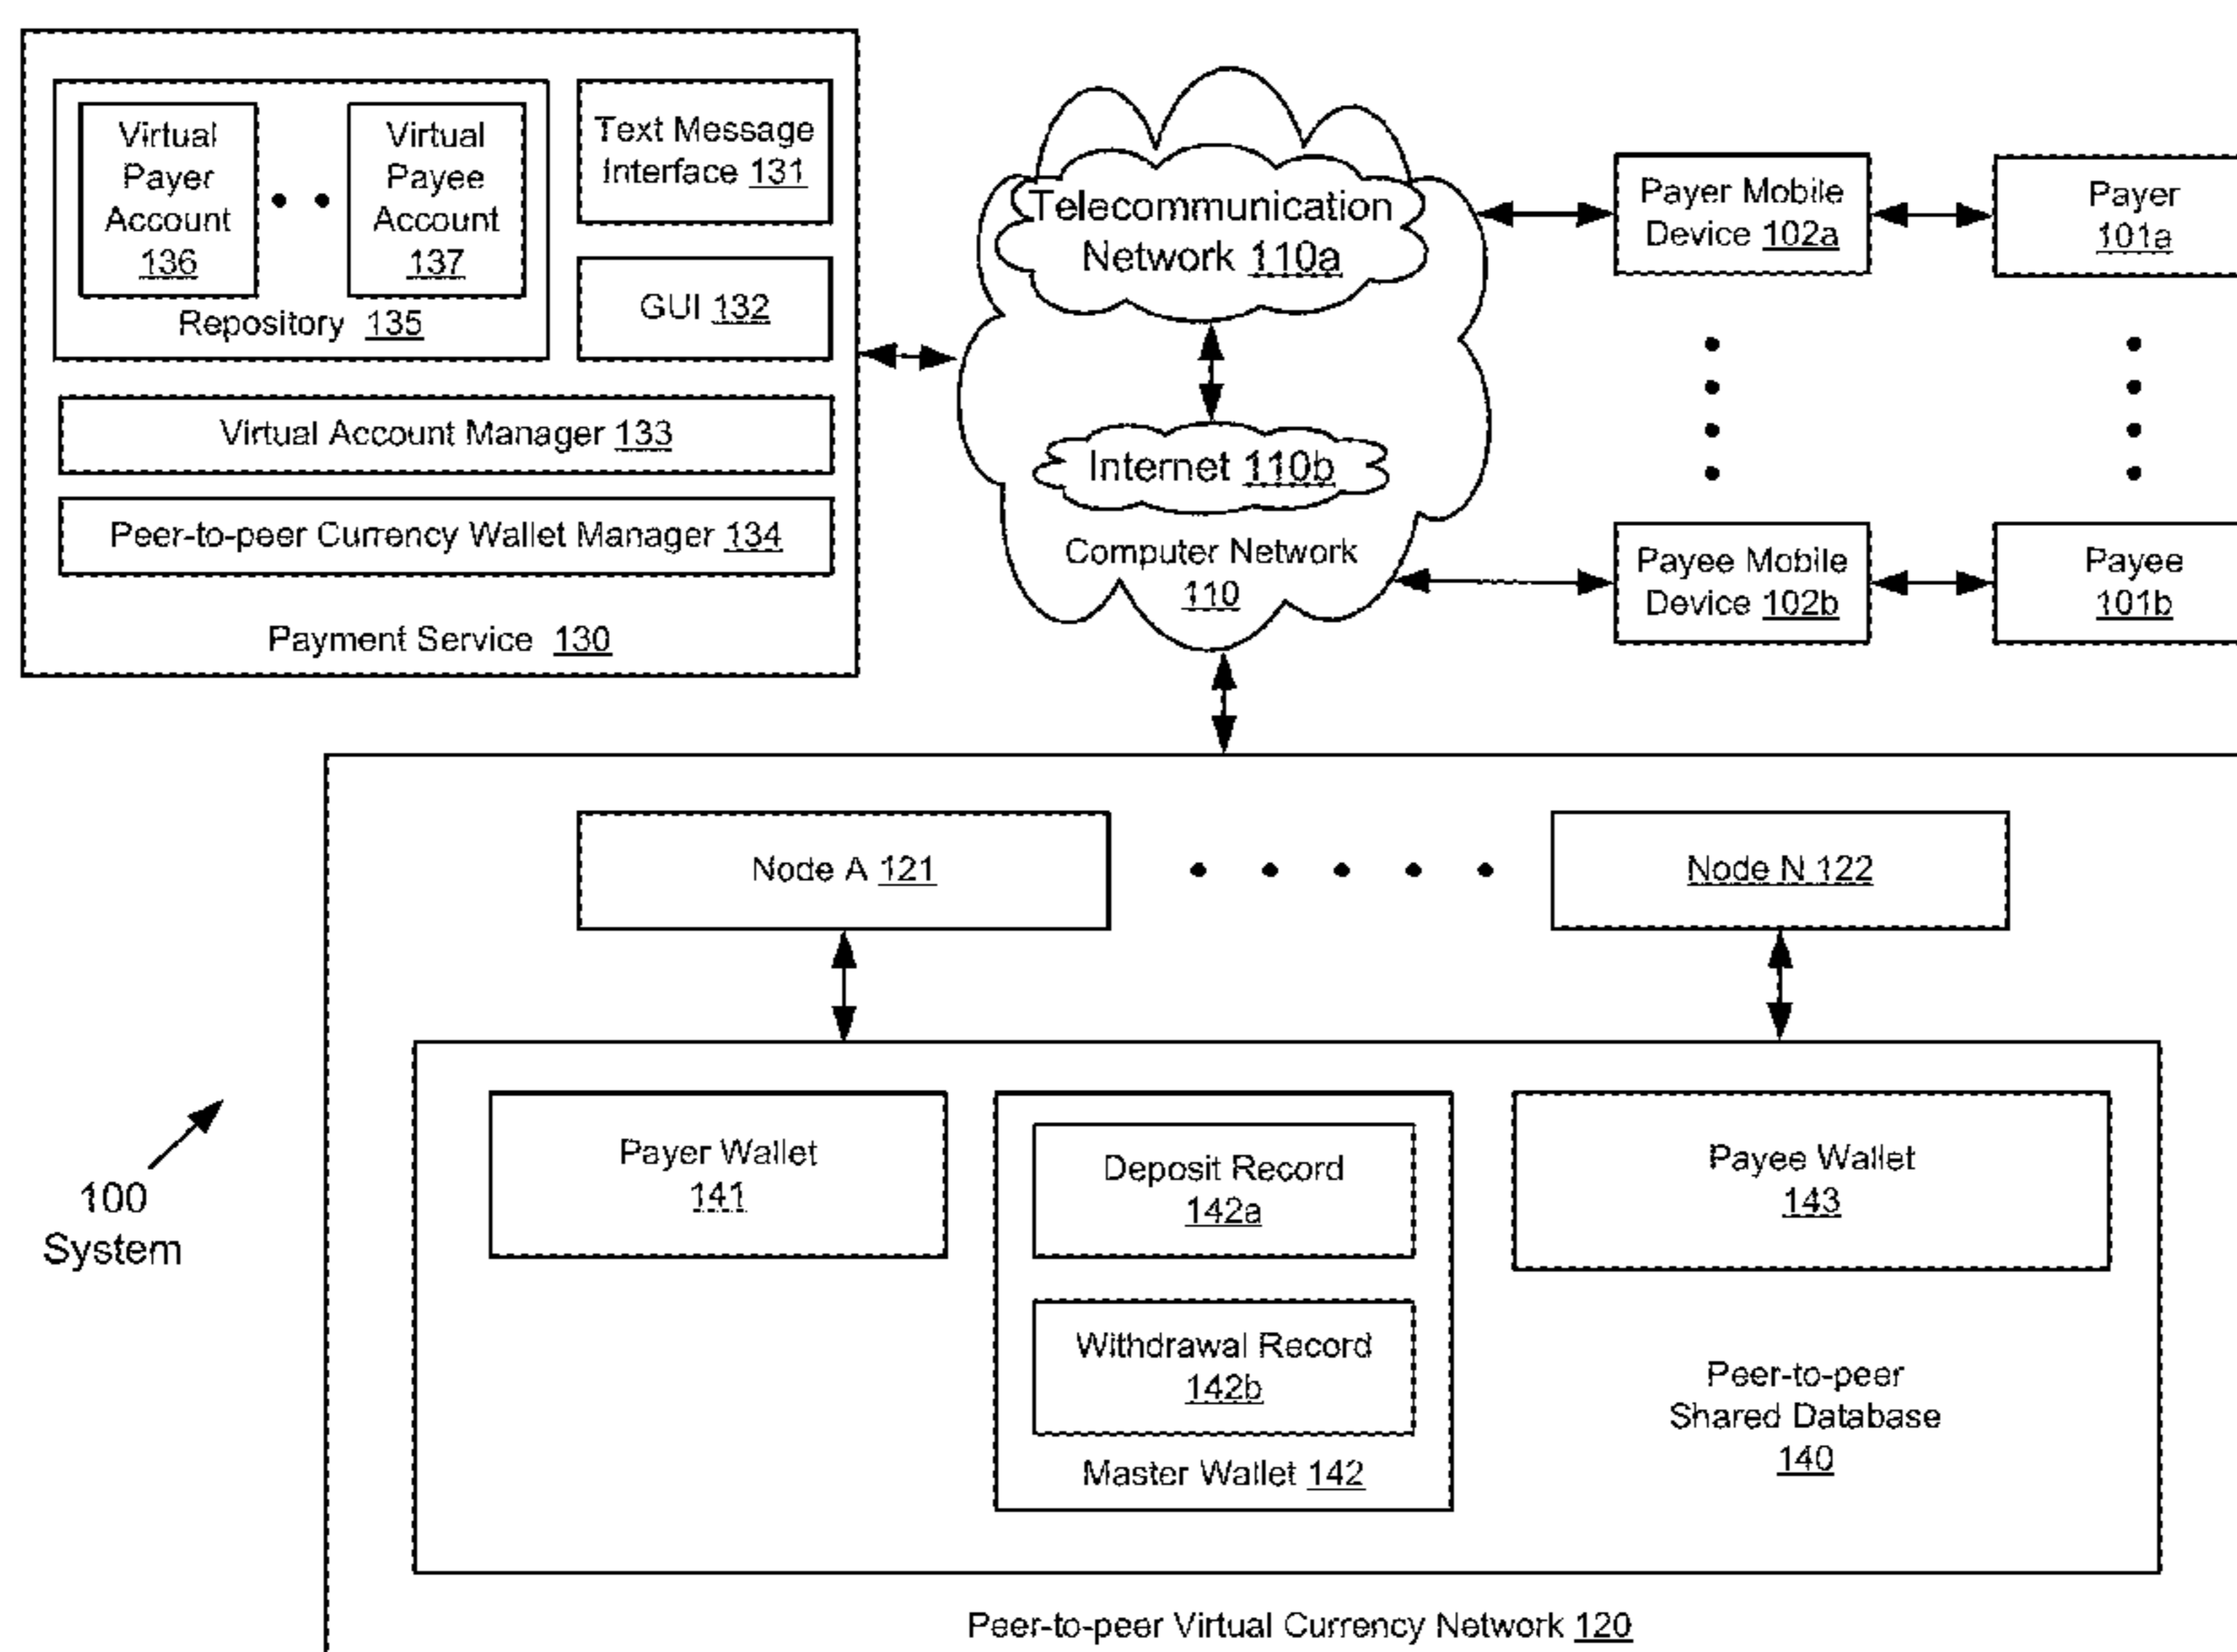 Virtual
Payer
Account
136
Virtual
Payee
Account
137
Repository 135
Text Message
Interface 131
GUI 132
Virtual Account Manager 133
Peer-to-peer Currency Wallet Manager 134
Payment Service 130
Telecommunication
Network 110a
Internet 110b
Computer Network
110
Payer Mobile
Device 102a
Payer
101a
Payee Mobile
Device 102b
Payee
101b
Node A 121
Node N 122
Payer Wallet
141
Deposit Record
142a
Withdrawal Record
142b
Master Wallet 142
Payee Wallet
143
Peer-to-peer
Shared Database
140
100
System
Peer-to-peer Virtual Currency Network 120